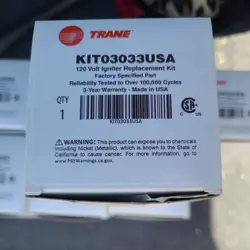 TRANE
KIT03033USA
120 Volt Igniter Replacement Kit
Factory Specified Part
Reliability Tested to Over 100,000 Cycles
3-Year Warranty - Made in USA
QTY
1
KIT03033USA
WARNING: This product can expose you to chemicals
including Nickel (Metallic), which is known to the State of
California to cause cancer. For more information, go to
www.P65Warnings.ca.gov